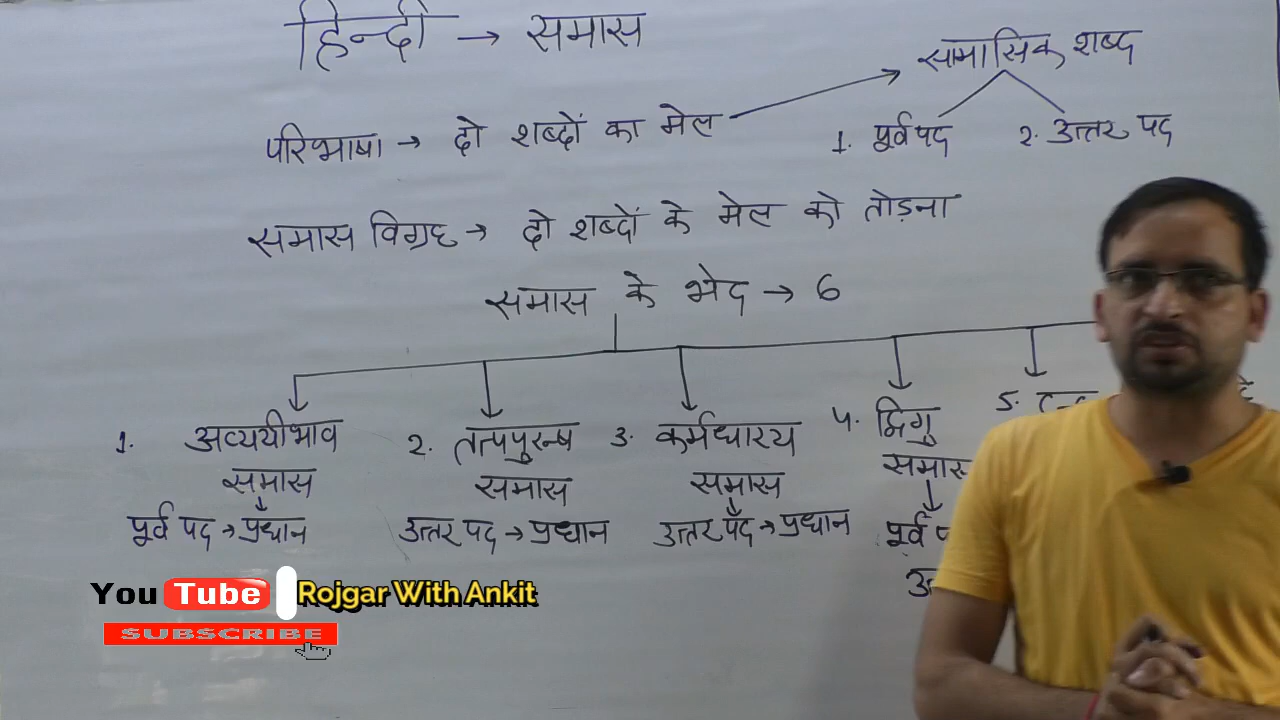 हिन्दी → समास
सामासिक शब्द
परिभाषा → दो शब्दों का मेल
1. पूर्वपद 2. उत्तर पद
समास विग्रह → दो शब्दों के मेल को तोड़ना
समास के भेद → 6
1. अव्ययीभाव समास
पूर्व पद → प्रधान
2. तत्पपुरुष समास
उत्तर पद → प्रधान
3. कर्मधारय समास
उत्तर पद → प्रधान
4. द्विगु समास
पूर्व
5.
YouTube
Rojgar With Ankit
SUBSCRIBE